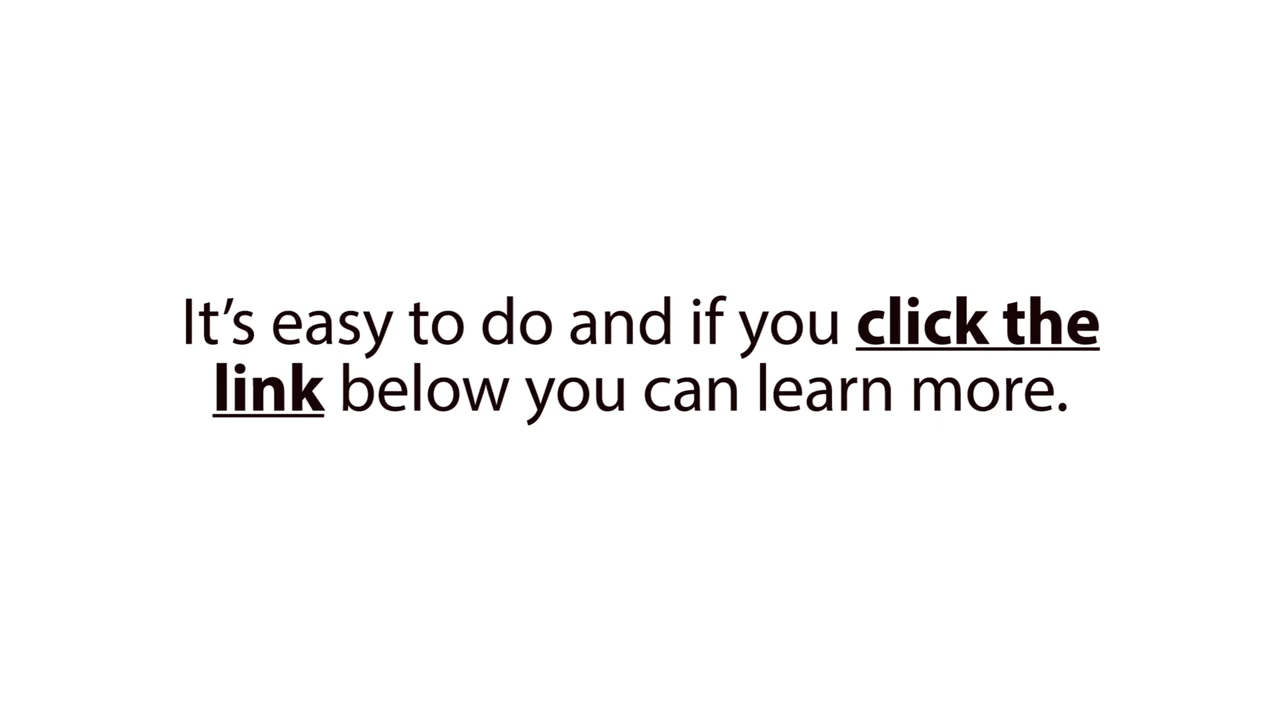 It’s easy to do and if you click the
link below you can learn more.